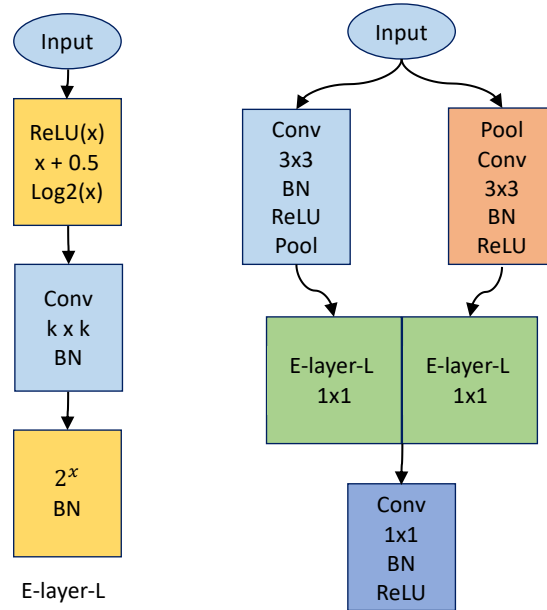 Input
ReLU(x)
x + 0.5
Log2(x)
Conv
k x k
BN
2^x
BN
E-layer-L
Input
Conv
3x3
BN
ReLU
Pool
Pool
Conv
3x3
BN
ReLU
E-layer-L
1x1
E-layer-L
1x1
Conv
1x1
BN
ReLU